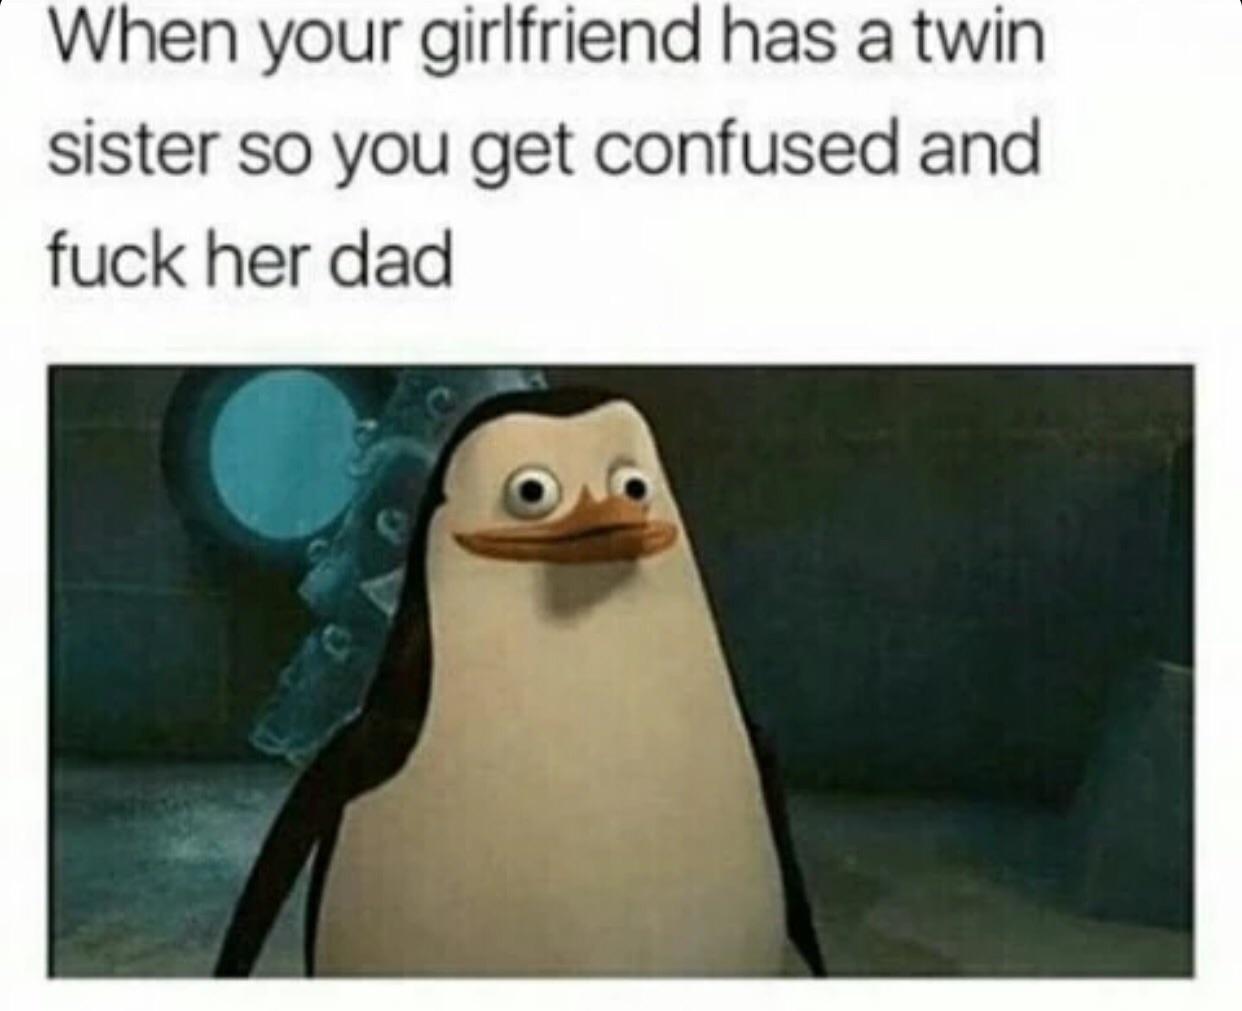 When your girlfriend has a twin
sister so you get confused and
fuck her dad